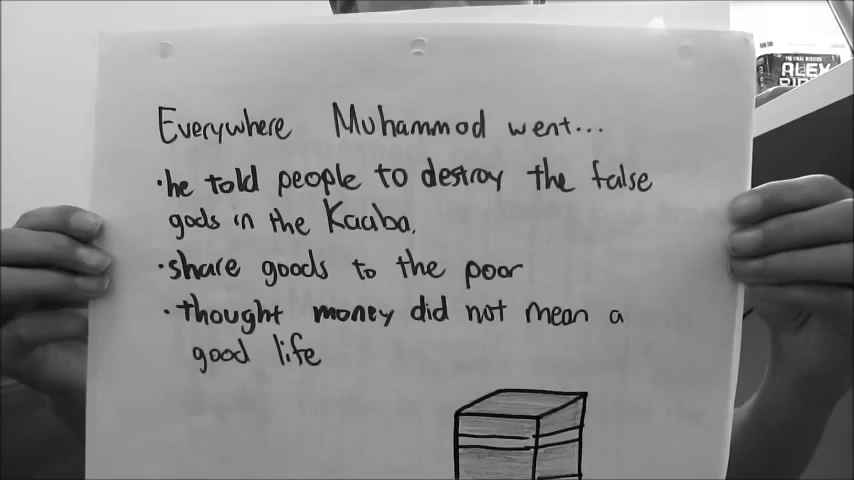 Everywhere Muhammod went...
•he told people to destroy the false
gods in the Kaaba.
•share goods to the poor
•thought money did not mean a
good life
ALEX